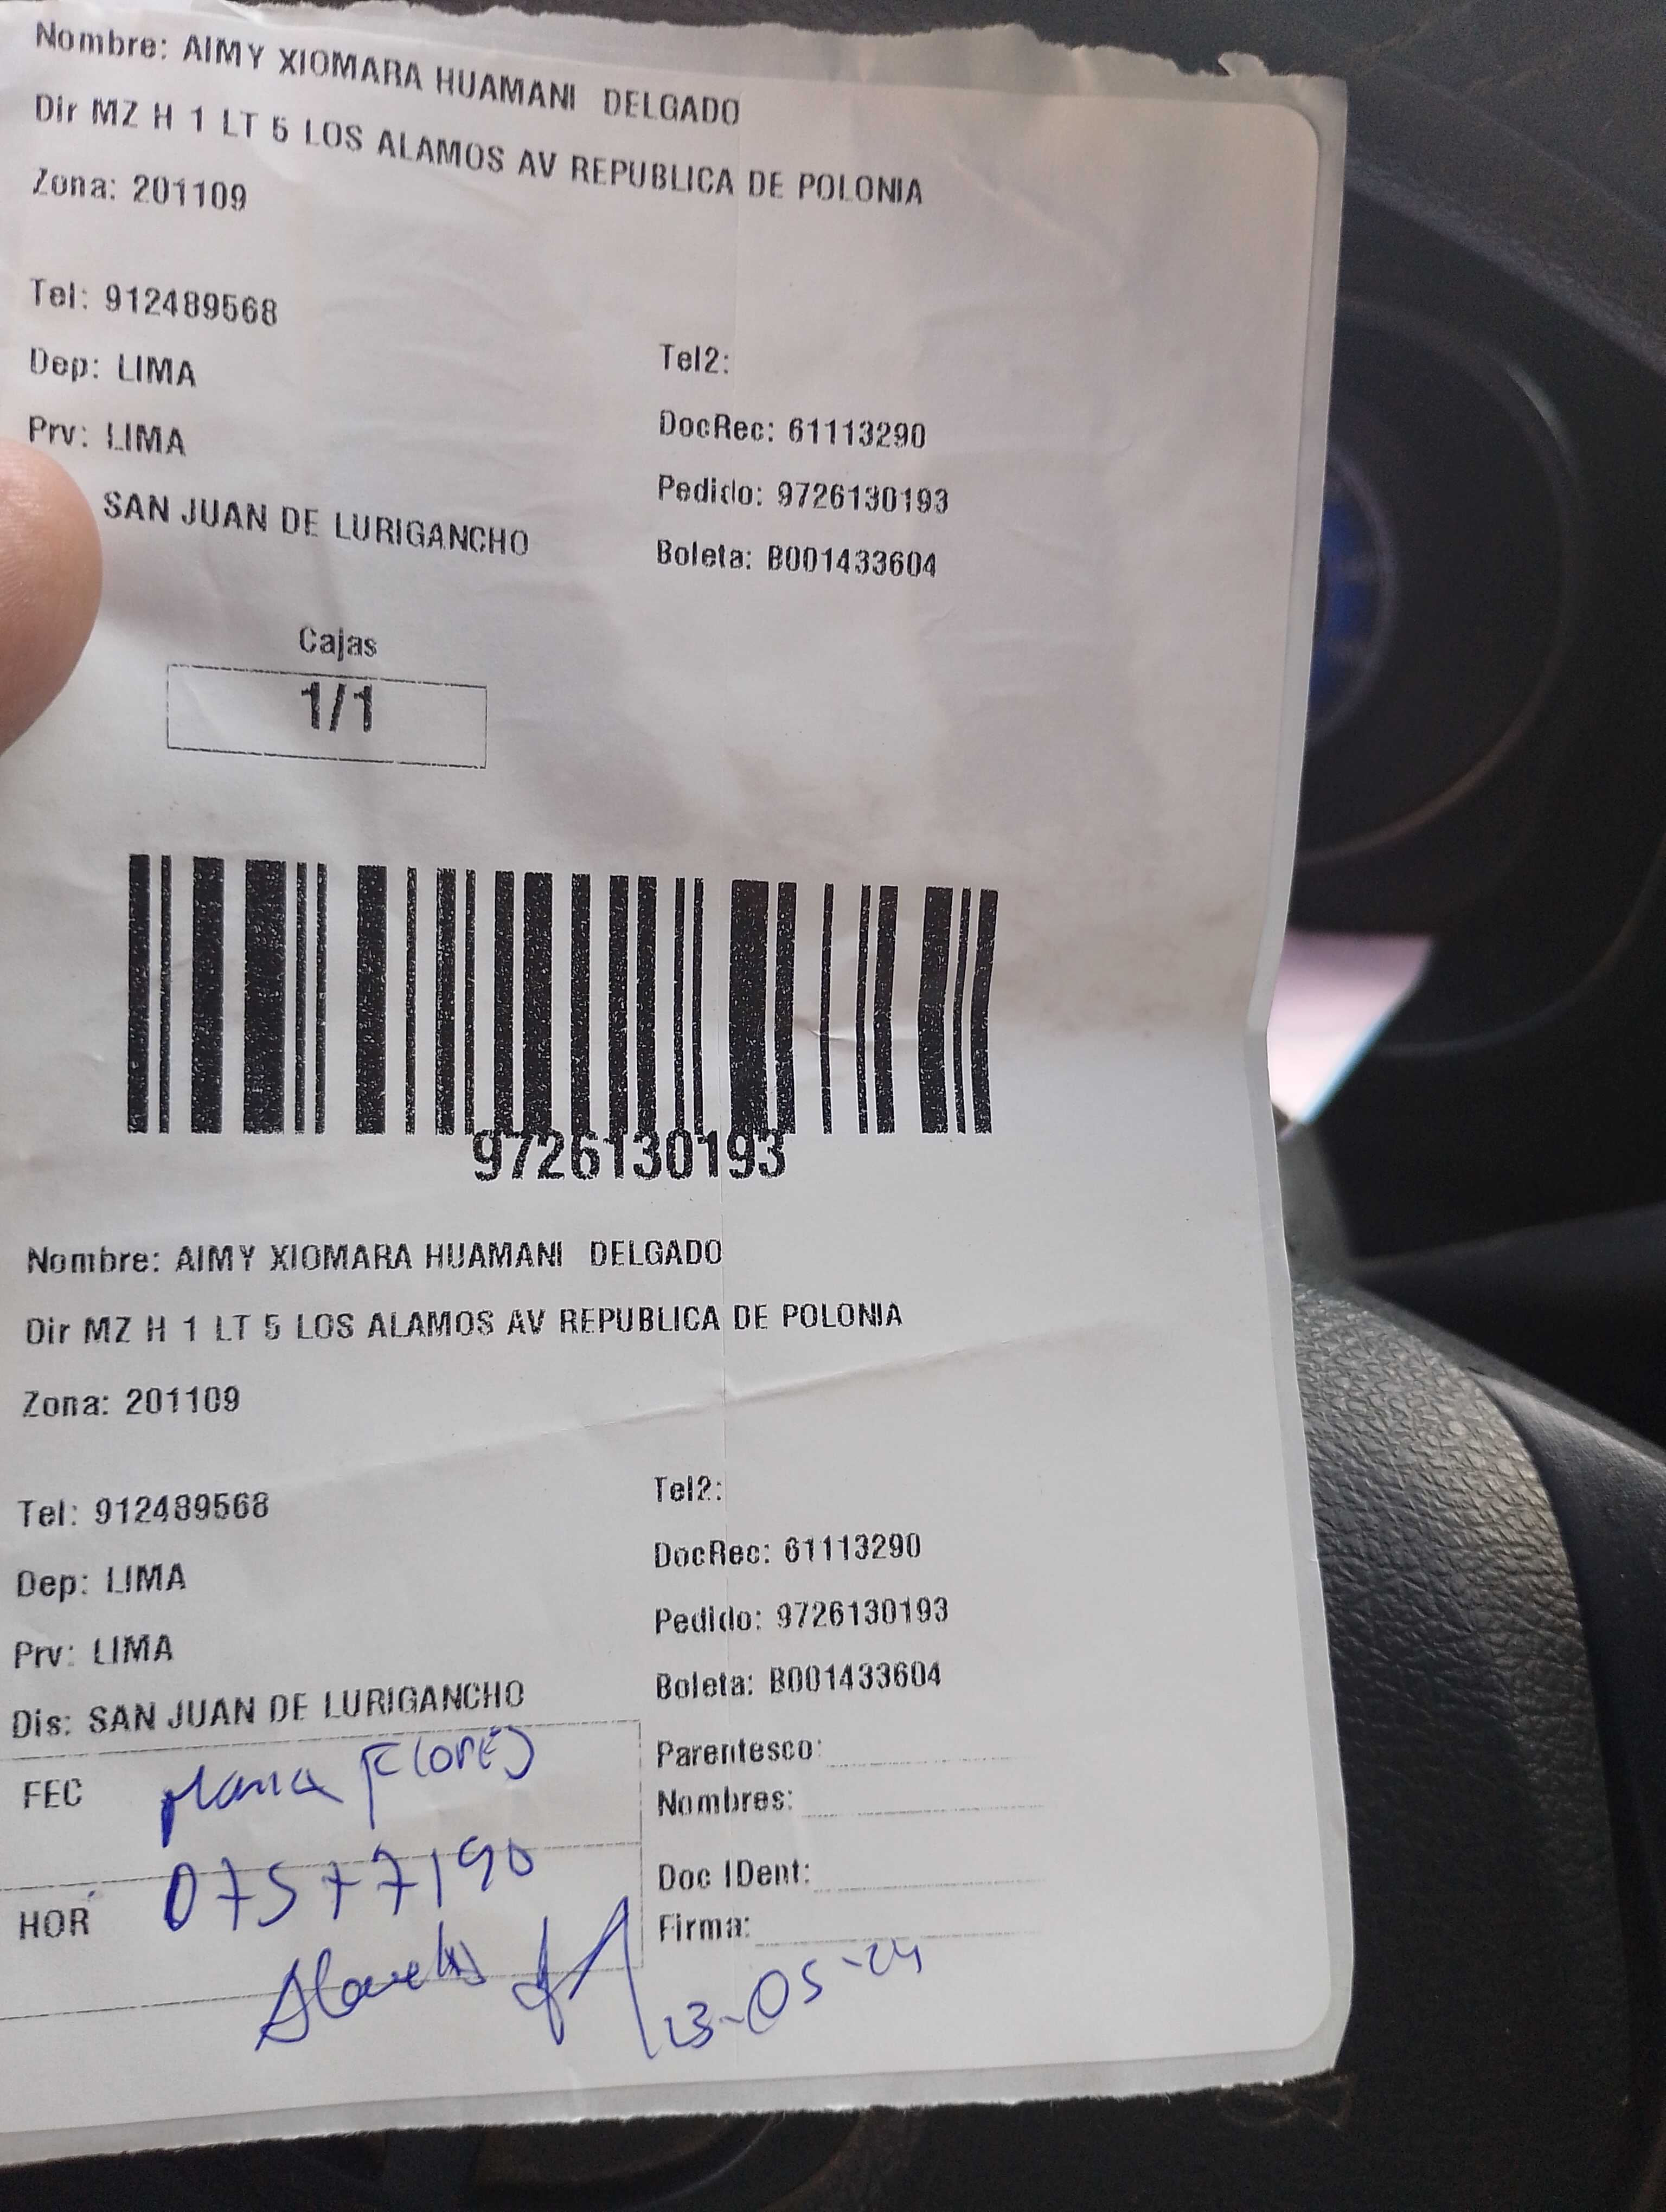 Nombre: AIMY XIOMARA HUAMANI DELGADO
Dir MZ H 1 LT 5 LOS ALAMOS AV REPUBLICA DE POLONIA
Zona: 201109
Tel: 912489568
Tel2:
Dep: LIMA
DocRec: 61113290
Prv: LIMA
Pedido: 9726130193
SAN JUAN DE LURIGANCHO
Boleta: B001433604
Cajas
1/1
9726130193
Nombre: AIMY XIOMARA HUAMANI DELGADO
Dir MZ H 1 LT 5 LOS ALAMOS AV REPUBLICA DE POLONIA
Zona: 201109
Tel: 912489568
Tel2:
Dep: LIMA
DocRec: 61113290
Prv: LIMA
Pedido: 9726130193
Dis: SAN JUAN DE LURIGANCHO
Boleta: B001433604
FEC Maria Flores
Parentesco:
Nombres:
HOR 07577190
Doc IDent:
Firma:
23-05-24